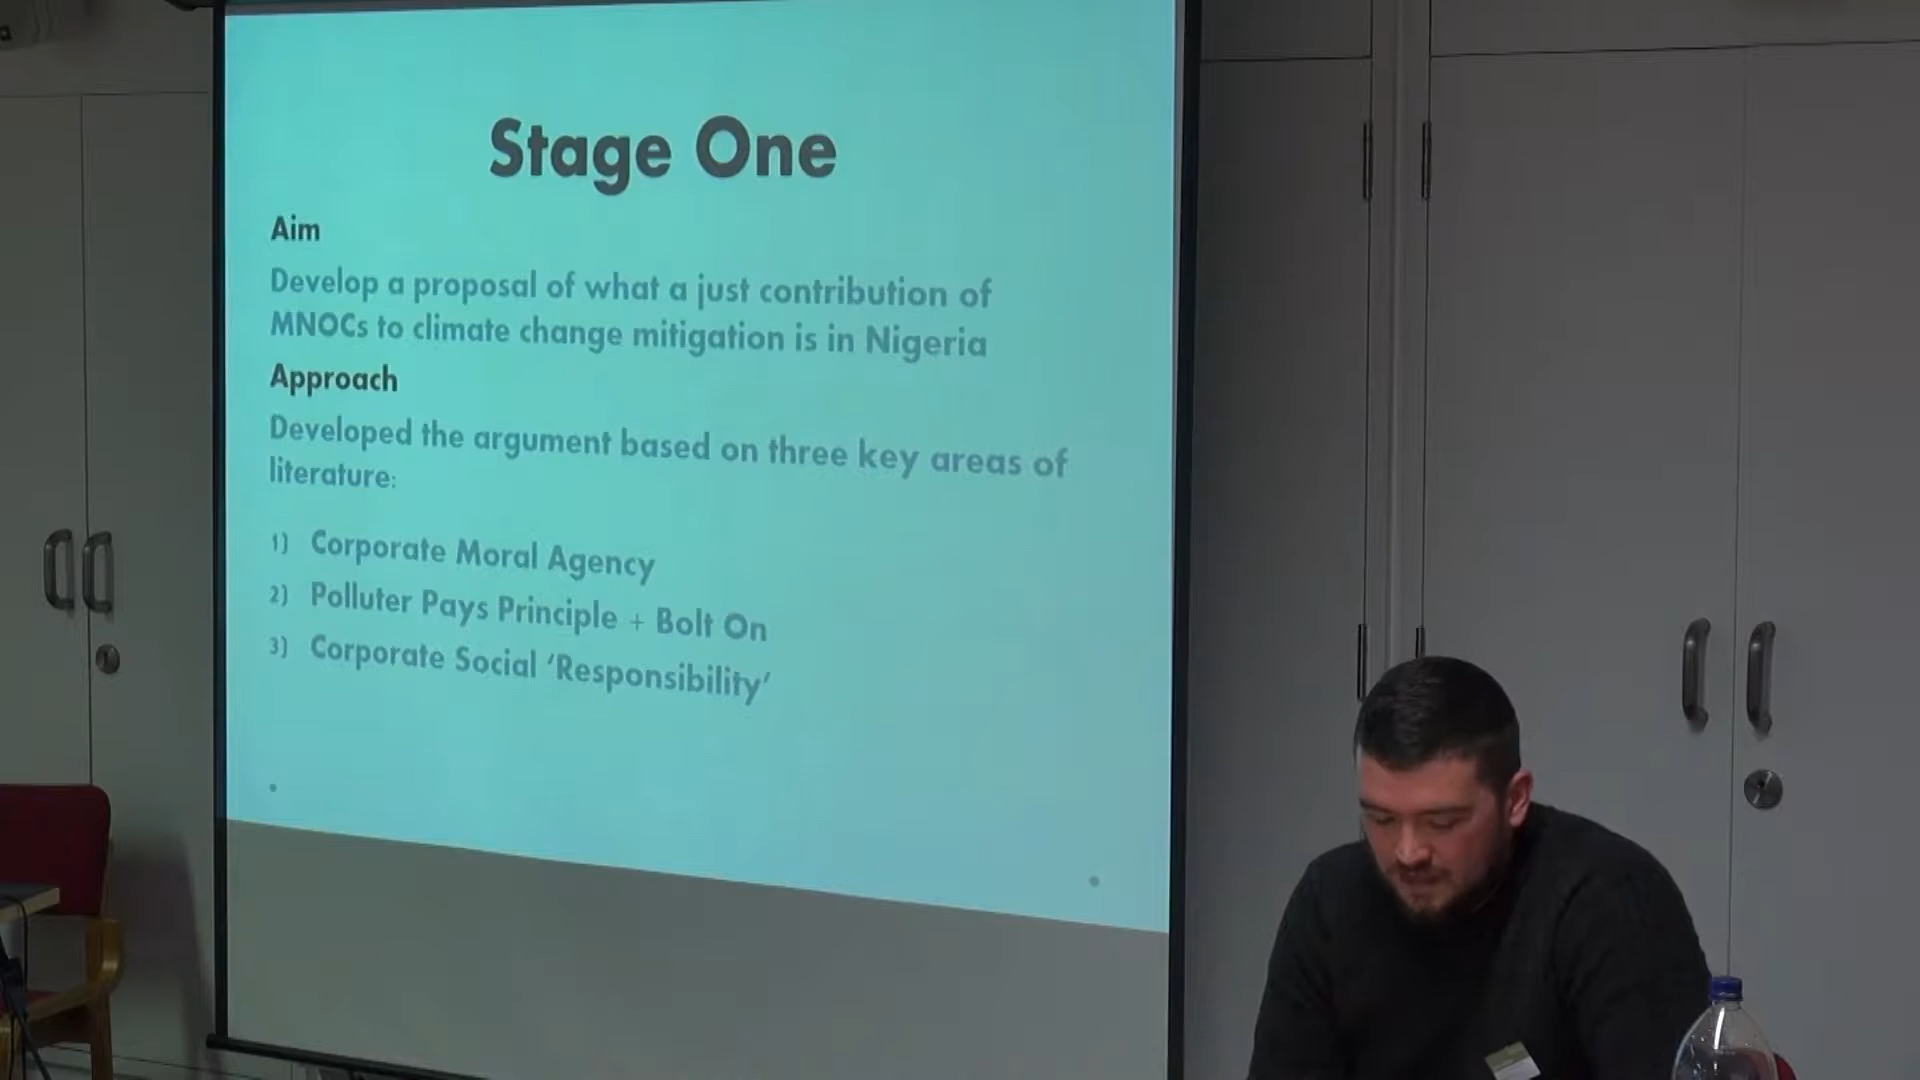 Stage One
Aim
Develop a proposal of what a just contribution of
MNOCs to climate change mitigation is in Nigeria
Approach
Developed the argument based on three key areas of
literature:
1) Corporate Moral Agency
2) Polluter Pays Principle + Bolt On
3) Corporate Social ‘Responsibility’